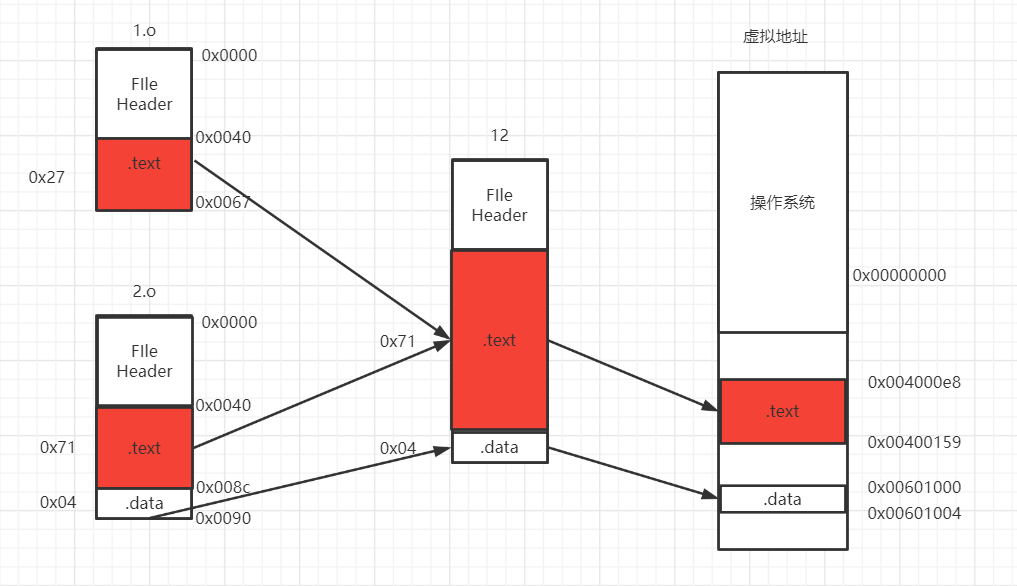 1.o
0x0000
FIle
Header
0x0040
.text
0x27
0x0067
2.o
0x0000
FIle
Header
0x0040
0x71
.text
0x008c
0x04
.data
0x0090
12
FIle
Header
0x71
.text
0x04
.data
虚拟地址
操作系统
0x00000000
0x004000e8
.text
0x00400159
0x00601000
.data
0x00601004